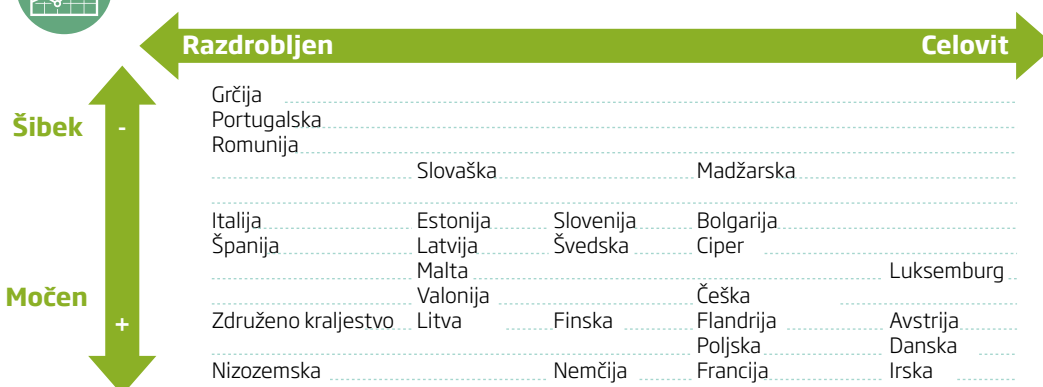 Razdrobljen Celovit
Grčija
Šibek - Portugalska
Romunija
Slovaška Madžarska
Italija Estonija Slovenija Bolgarija
Španija Latvija Švedska Ciper
Malta Luksemburg
Močen Valonija Češka
+ Združeno kraljestvo Litva Finska Flandrija Avstrija
Poljska Danska
Nizozemska Nemčija Francija Irska